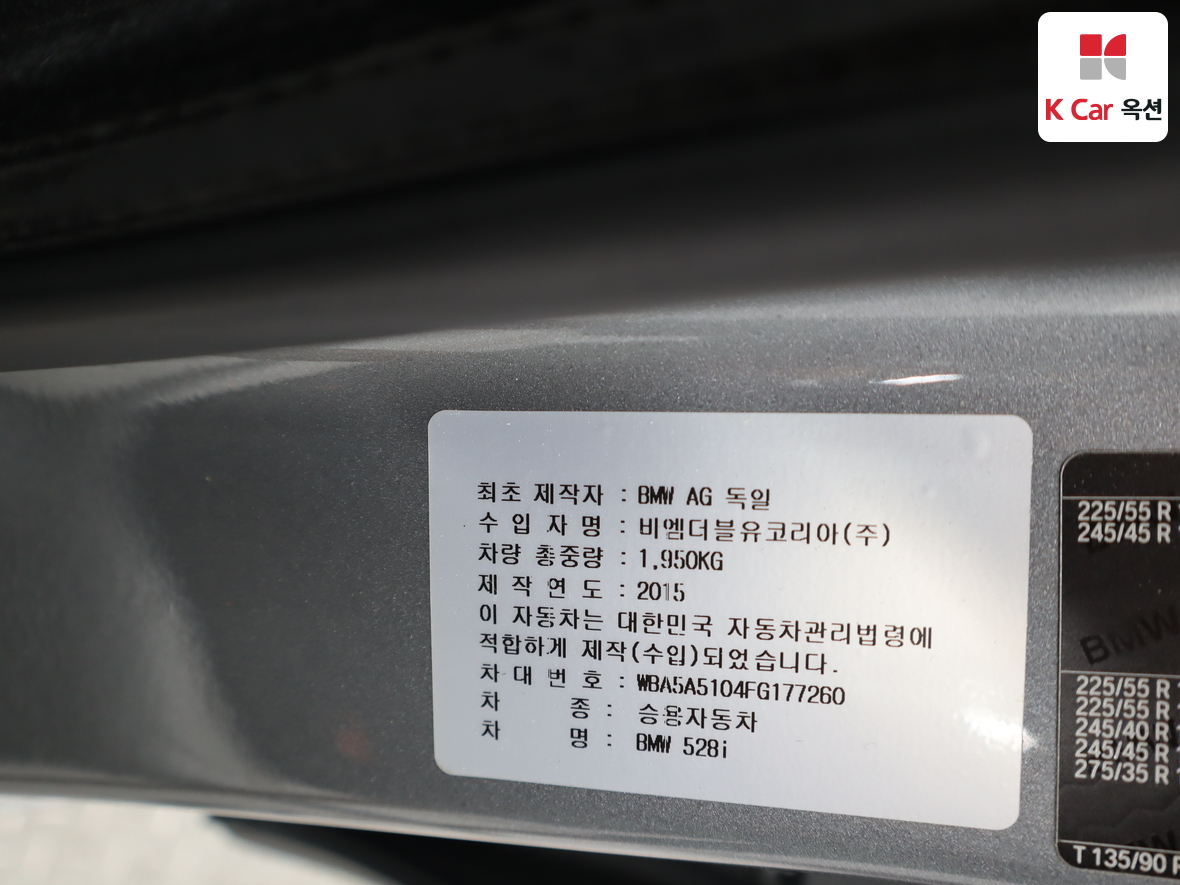 K Car 옥션
최초 제작자 : BMW AG 독일
수 입 자 명 : 비엠더블유코리아(주)
차량 총중량 : 1,950KG
제 작 연 도 : 2015
이 자동차는 대한민국 자동차관리법령에
적합하게 제작(수입)되었습니다.
차 대 번 호 : WBA5A5104FG177260
차 종 : 승용자동차
차 명 : BMW 528i
225/55 R
245/45 R
BMW
225/55 R
225/55 R
245/40 R
245/45 R
275/35 R
T 135/90 R